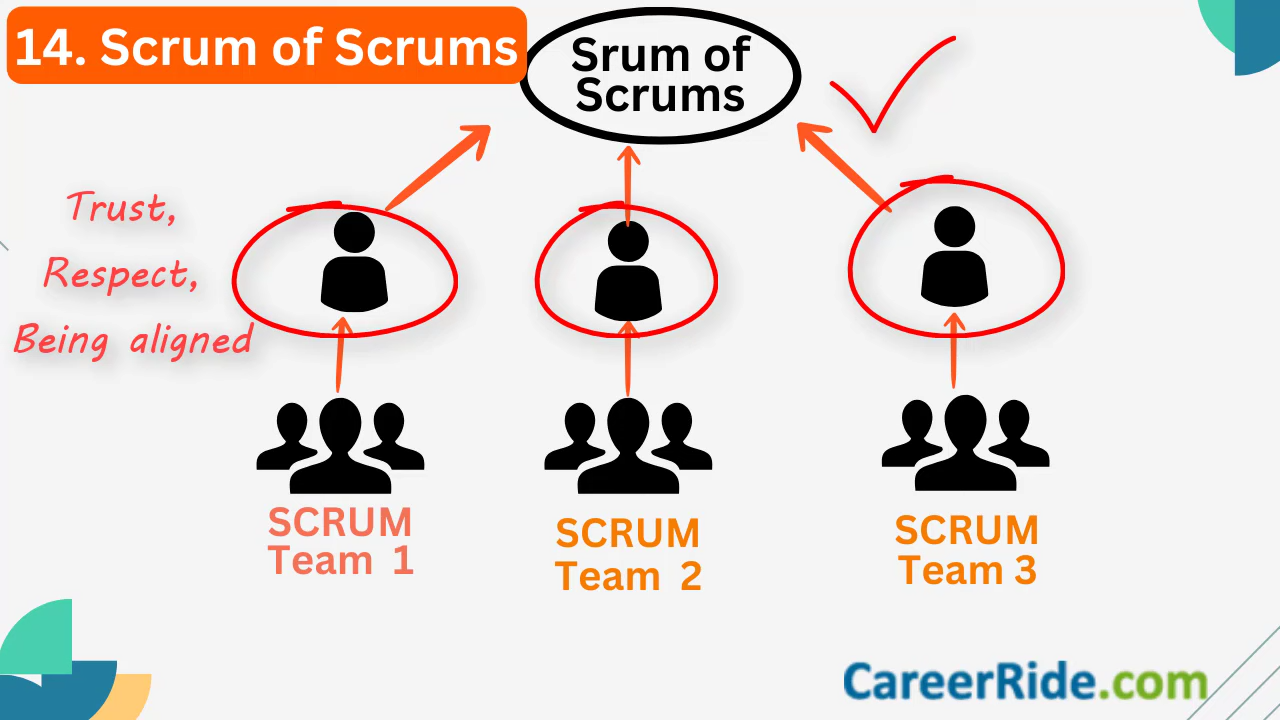 14. Scrum of Scrums
Srum of
Scrums
Trust,
Respect,
Being aligned
SCRUM
Team 1
SCRUM
Team 2
SCRUM
Team 3
CareerRide.com